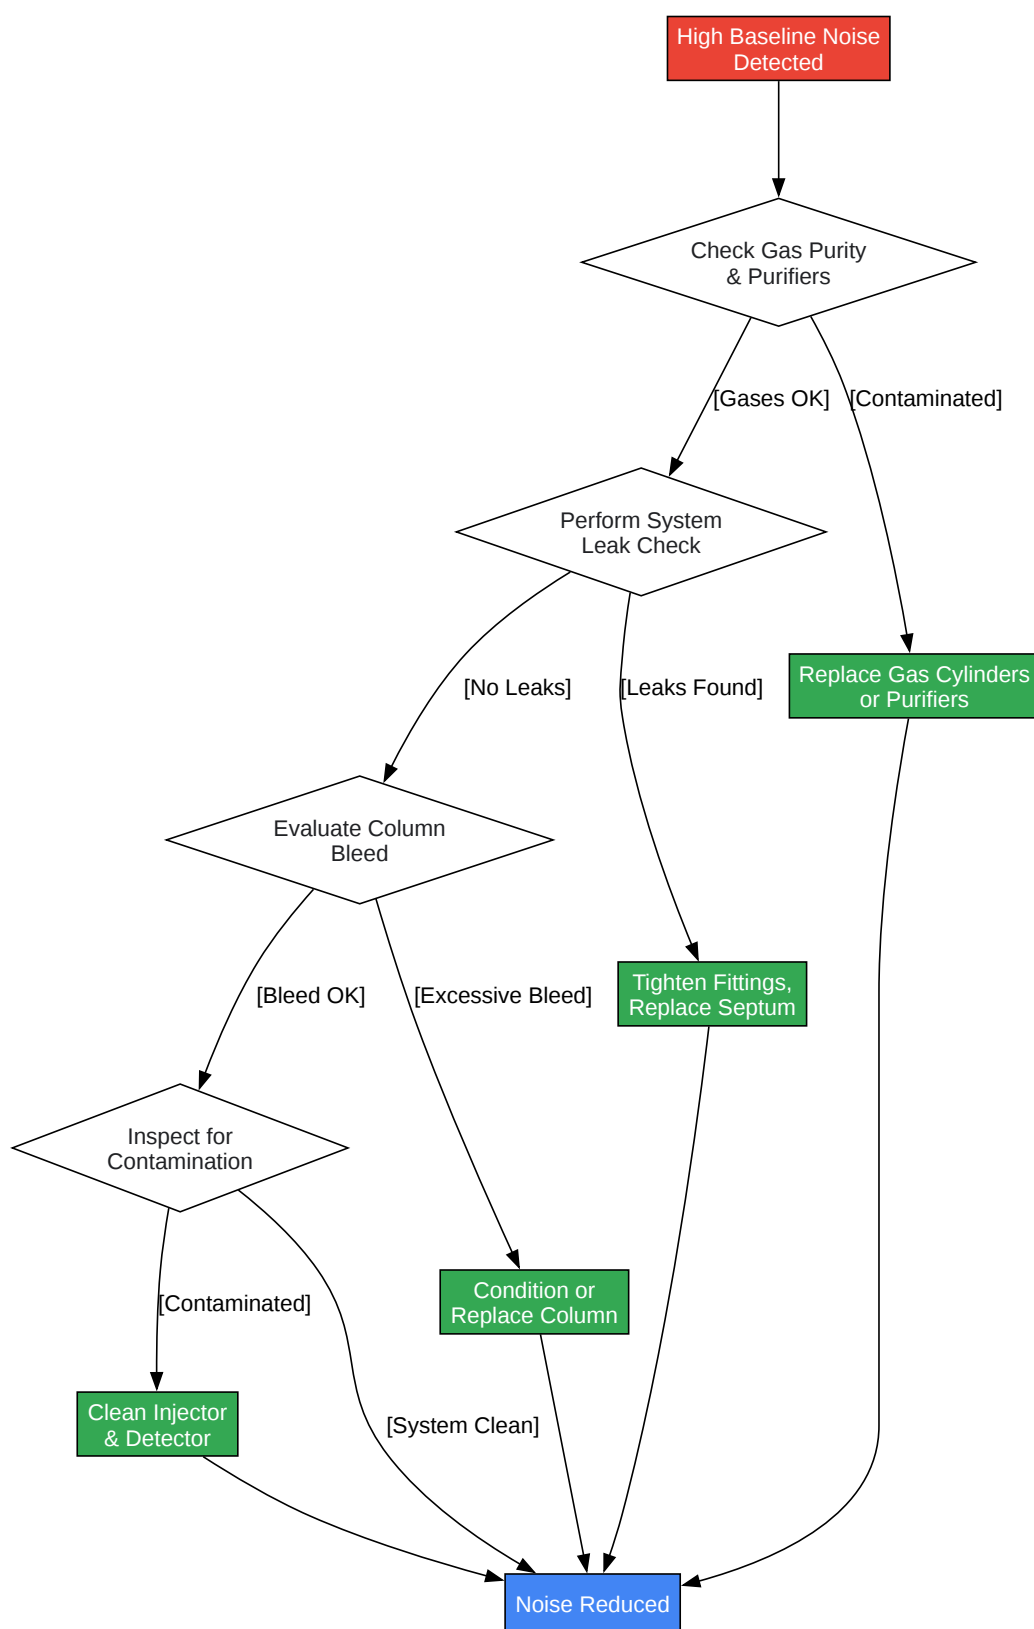 High Baseline Noise
Detected
Check Gas Purity
& Purifiers
[Gases OK]
[Contaminated]
Perform System
Leak Check
[No Leaks]
[Leaks Found]
Replace Gas Cylinders
or Purifiers
Evaluate Column
Bleed
Tighten Fittings,
Replace Septum
[Bleed OK]
[Excessive Bleed]
Inspect for
Contamination
Condition or
Replace Column
[Contaminated]
Clean Injector
& Detector
[System Clean]
Noise Reduced